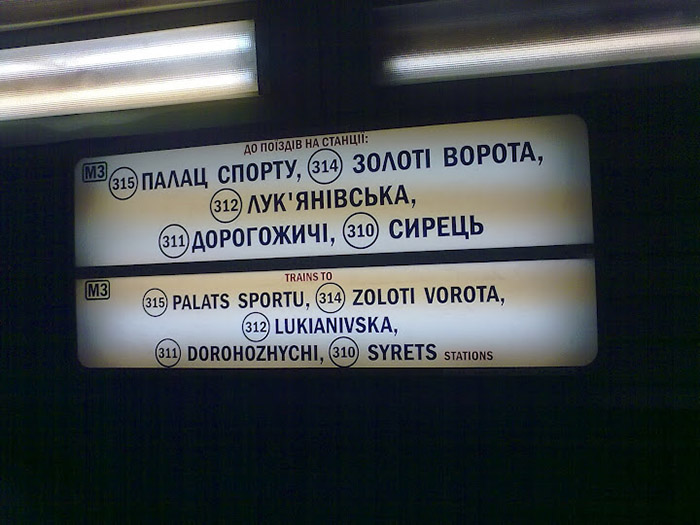 ДО ПОЇЗДІВ НА СТАНЦІЇ:
М3 315 ПАЛАЦ СПОРТУ, 314 ЗОЛОТІ ВОРОТА,
312 ЛУК'ЯНІВСЬКА,
311 ДОРОГОЖИЧІ, 310 СИРЕЦЬ
TRAINS TO
M3 315 PALATS SPORTU, 314 ZOLOTI VOROTA,
312 LUKIANIVSKA,
311 DOROHOZHYCHI, 310 SYRETS STATIONS